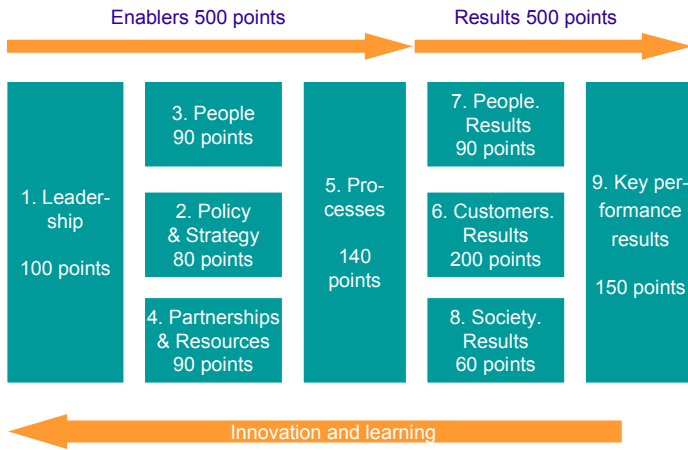 Enablers 500 points
Results 500 points
1. Leader-
ship
100 points
3. People
90 points
2. Policy
& Strategy
80 points
4. Partnerships
& Resources
90 points
5. Pro-
cesses
140
points
7. People.
Results
90 points
6. Customers.
Results
200 points
8. Society.
Results
60 points
9. Key per-
formance
results
150 points
Innovation and learning